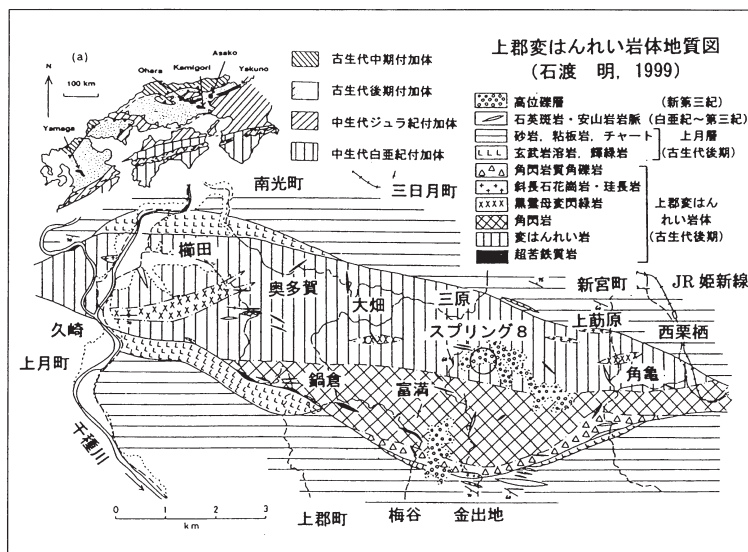 上郡変はんれい岩体地質図
(石渡 明, 1999)
(a)
N
100 km
Ohara
Kamigori
Asako
Yakuno
Yamaga
古生代中期付加体
古生代後期付加体
中生代ジュラ紀付加体
中生代白亜紀付加体
高位礫層 (新第三紀)
石英斑岩・安山岩岩脈 (白亜紀~第三紀)
砂岩,粘板岩,チャート 上月層
玄武岩溶岩,輝緑岩 (古生代後期)
角閃岩質角礫岩
斜長石花崗岩・珪長岩
黒雲母変閃緑岩 上郡変はん
角閃岩 れい岩体
変はんれい岩 (古生代後期)
超苦鉄質岩
南光町
三日月町
櫛田
奥多賀
大畑
三原
新宮町
JR 姫新線
スプリング8
上莇原
西栗栖
久崎
上月町
鍋倉
富満
角亀
千種川
0 1 2 3
km
上郡町
梅谷
金出地